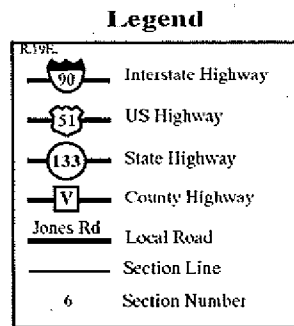 Legend
R.19E.
90 Interstate Highway
51 US Highway
133 State Highway
V County Highway
Jones Rd
Local Road
Section Line
6 Section Number